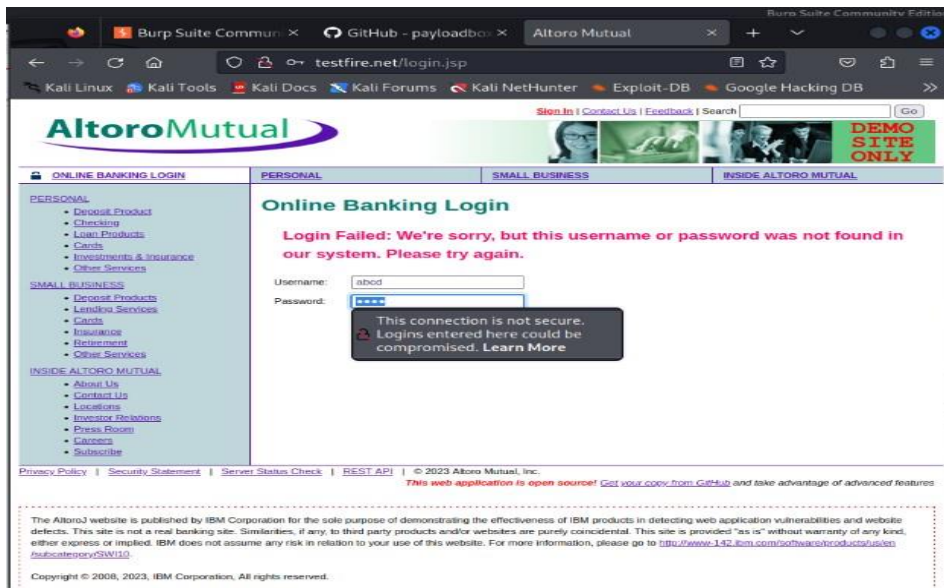 Burp Suite Community Edition
Burp Suite Commun
GitHub - payloadbo
Altoro Mutual
testfire.net/login.jsp
Kali Linux Kali Tools Kali Docs Kali Forums Kali NetHunter Exploit-DB Google Hacking DB
Sign In | Contact Us | Feedback | Search Go
AltoroMutual
DEMO
SITE
ONLY
ONLINE BANKING LOGIN PERSONAL SMALL BUSINESS INSIDE ALTORO MUTUAL
PERSONAL
Deposit Product
Checking
Loan Products
Cards
Investments & Insurance
Other Services
SMALL BUSINESS
Deposit Products
Lending Services
Cards
Insurance
Retirement
Other Services
INSIDE ALTORO MUTUAL
About Us
Contact Us
Locations
Investor Relations
Press Room
Careers
Subscribe
Online Banking Login
Login Failed: We're sorry, but this username or password was not found in
our system. Please try again.
Username: abcd
Password:
This connection is not secure.
Logins entered here could be
compromised. Learn More
Privacy Policy | Security Statement | Server Status Check | REST API | © 2023 Altoro Mutual, Inc.
This web application is open source! Get your copy from GitHub and take advantage of advanced features
The AltoroJ website is published by IBM Corporation for the sole purpose of demonstrating the effectiveness of IBM products in detecting web application vulnerabilities and website
defects. This site is not a real banking site. Similarities, if any, to third party products and/or websites are purely coincidental. This site is provided "as is" without warranty of any kind,
either express or implied. IBM does not assume any risk in relation to your use of this website. For more information, please go to http://www-142.ibm.com/software/products/us/en
/subcategory/SWI10.
Copyright © 2008, 2023, IBM Corporation, All rights reserved.